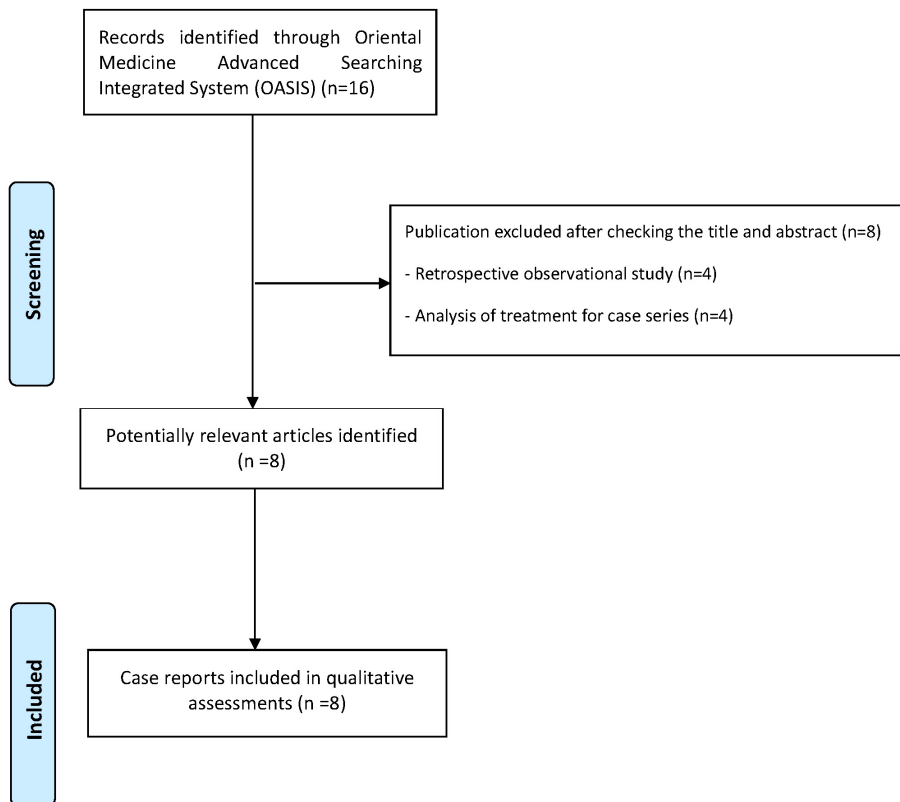 Records identified through Oriental
Medicine Advanced Searching
Integrated System (OASIS) (n=16)
Screening
Publication excluded after checking the title and abstract (n=8)
- Retrospective observational study (n=4)
- Analysis of treatment for case series (n=4)
Potentially relevant articles identified
(n =8)
Included
Case reports included in qualitative
assessments (n =8)